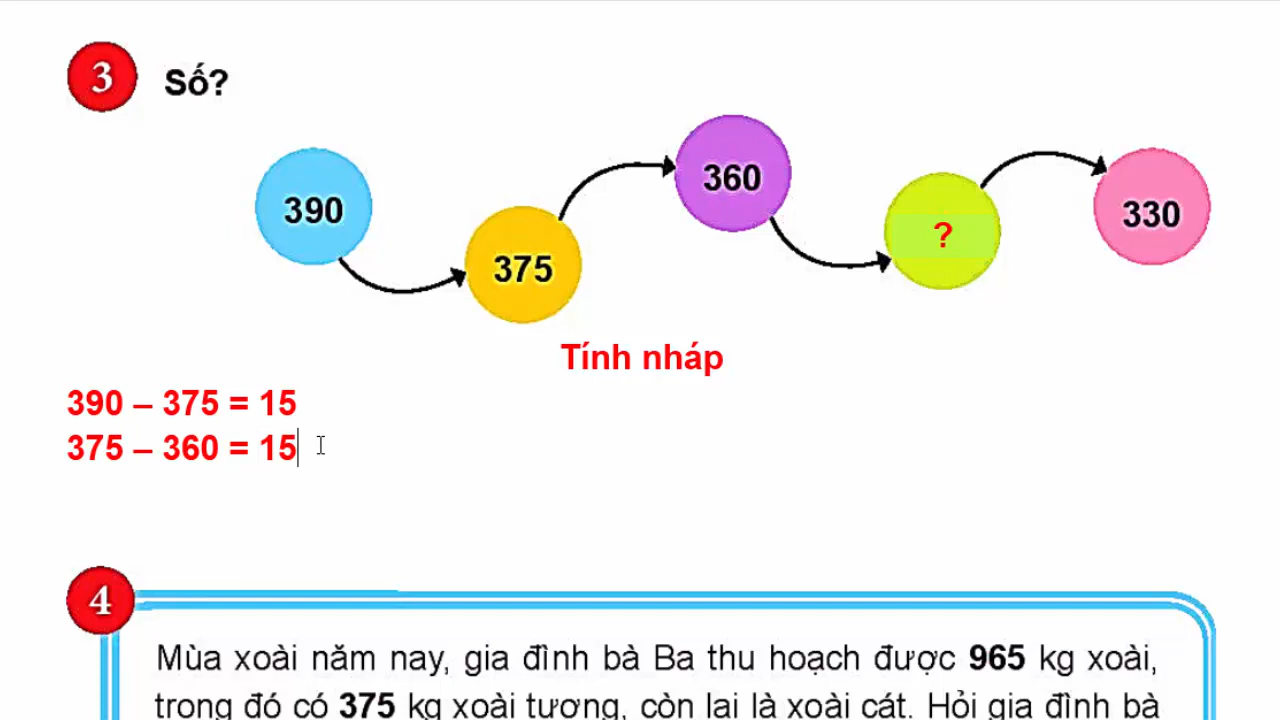 3 Số?
390
375
360
?
330
Tính nháp
390 – 375 = 15
375 – 360 = 15
4
Mùa xoài năm nay, gia đình bà Ba thu hoạch được 965 kg xoài,
trong đó có 375 kg xoài tượng, còn lại là xoài cát. Hỏi gia đình bà